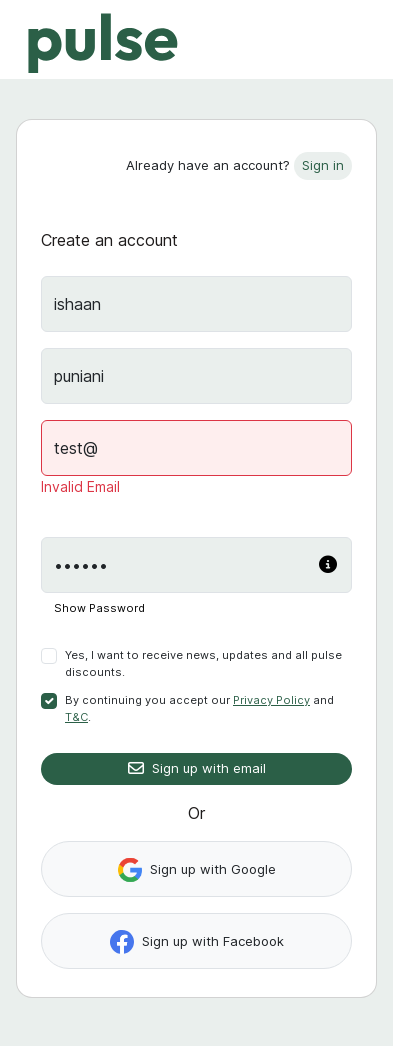 pulse
Already have an account? Sign in
Create an account
ishaan
puniani
test@
Invalid Email
••••••
Show Password
Yes, I want to receive news, updates and all pulse
discounts.
By continuing you accept our Privacy Policy and
T&C.
Sign up with email
Or
Sign up with Google
Sign up with Facebook